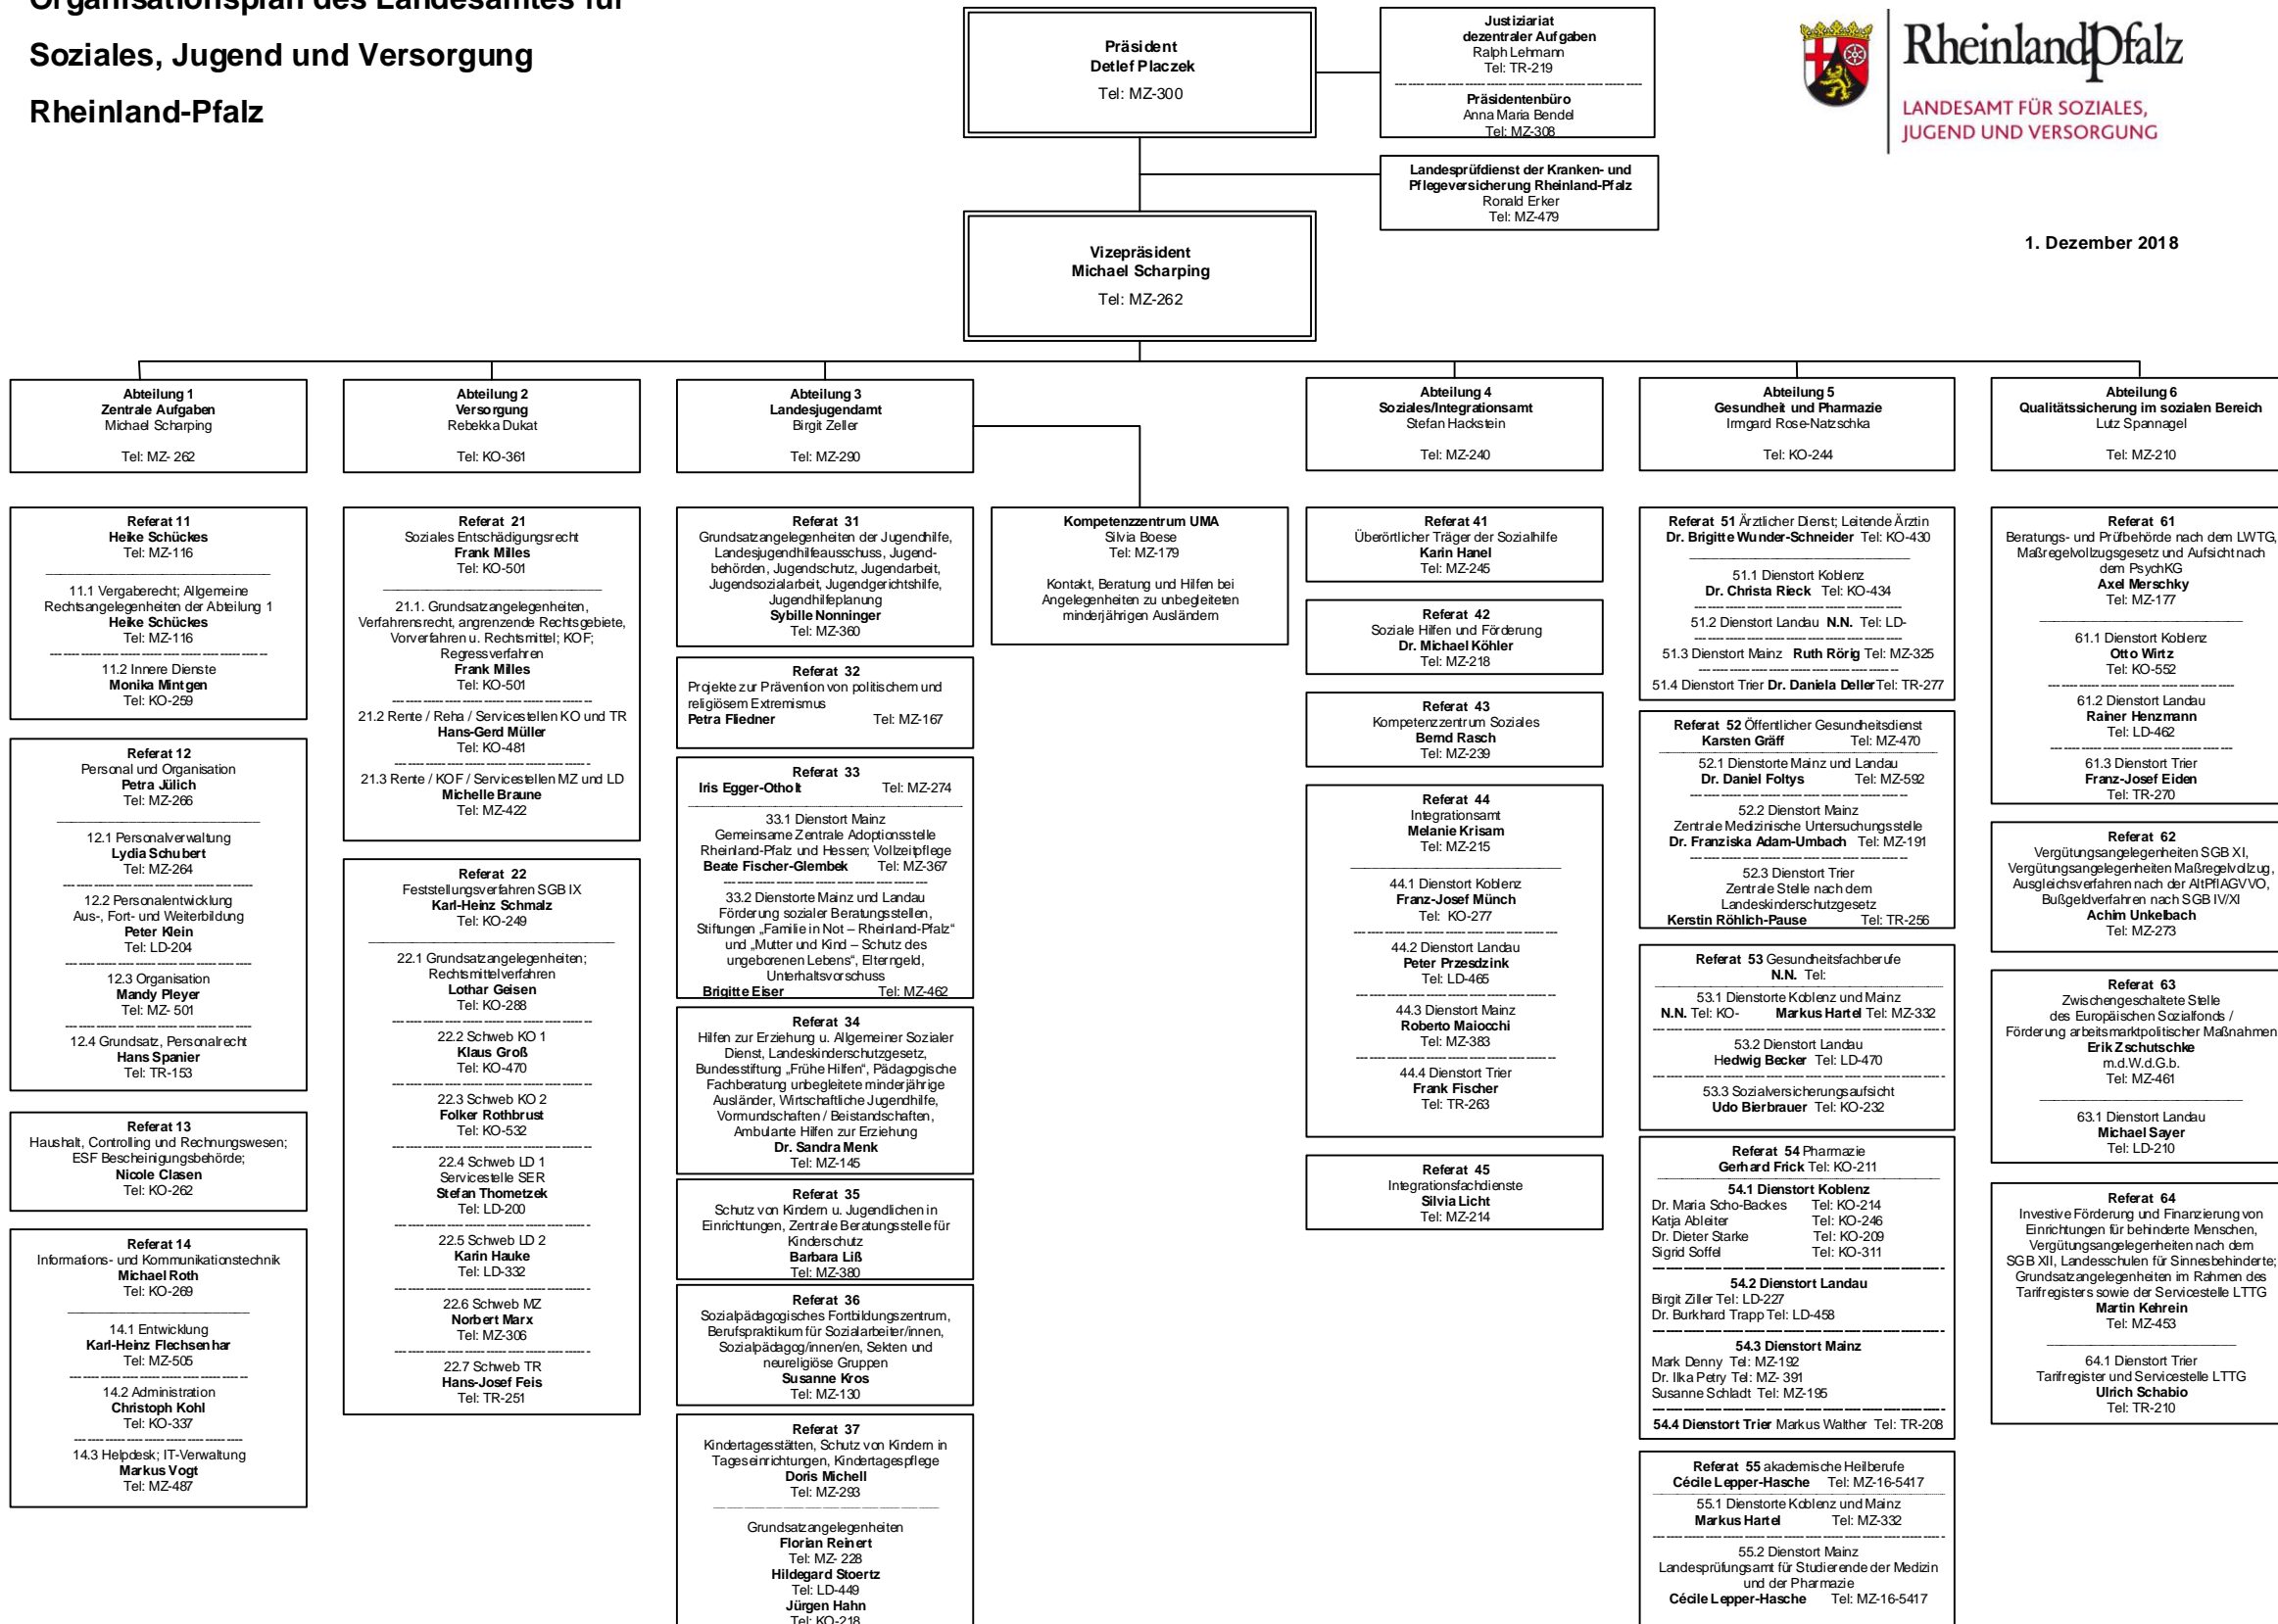 Organisationsplan des Landesamtes für
Soziales, Jugend und Versorgung
Rheinland-Pfalz
Präsident
Detlef Placzek
Tel: MZ-300
Justiziariat
dezentraler Aufgaben
Ralph Lehmann
Tel: TR-219
Präsidentenbüro
Anna Maria Bendel
Tel: MZ-308
Landesprüfdienst der Kranken- und
Pflegeversicherung Rheinland-Pfalz
Ronald Erker
Tel: MZ-479
RheinlandPfalz
LANDESAMT FÜR SOZIALES,
JUGEND UND VERSORGUNG
1. Dezember 2018
Vizepräsident
Michael Scharping
Tel: MZ-262
Abteilung 1
Zentrale Aufgaben
Michael Scharping
Tel: MZ- 262
Referat 11
Heike Schückes
Tel: MZ-116
11.1 Vergaberecht; Allgemeine
Rechtsangelegenheiten der Abteilung 1
Heike Schückes
Tel: MZ-116
11.2 Innere Dienste
Monika Mintgen
Tel: KO-259
Referat 12
Personal und Organisation
Petra Jülich
Tel: MZ-266
12.1 Personalverwaltung
Lydia Schubert
Tel: MZ-264
12.2 Personalentwicklung
Aus-, Fort- und Weiterbildung
Peter Klein
Tel: LD-204
12.3 Organisation
Mandy Pleyer
Tel: MZ- 501
12.4 Grundsatz, Personalrecht
Hans Spanier
Tel: TR-153
Referat 13
Haushalt, Controlling und Rechnungswesen;
ESF Bescheinigungsbehörde;
Nicole Clasen
Tel: KO-262
Referat 14
Informations- und Kommunikationstechnik
Michael Roth
Tel: KO-269
14.1 Entwicklung
Karl-Heinz Flechsenhar
Tel: MZ-505
14.2 Administration
Christoph Kohl
Tel: KO-337
14.3 Helpdesk; IT-Verwaltung
Markus Vogt
Tel: MZ-487
Abteilung 2
Versorgung
Rebekka Dukat
Tel: KO-361
Referat 21
Soziales Entschädigungsrecht
Frank Milles
Tel: KO-501
21.1. Grundsatzangelegenheiten,
Verfahrensrecht, angrenzende Rechtsgebiete,
Vorverfahren u. Rechtsmittel; KOF;
Regressverfahren
Frank Milles
Tel: KO-501
21.2 Rente / Reha / Servicestellen KO und TR
Hans-Gerd Müller
Tel: KO-481
21.3 Rente / KOF / Servicestellen MZ und LD
Michelle Braune
Tel: MZ-422
Referat 22
Feststellungsverfahren SGB IX
Karl-Heinz Schmalz
Tel: KO-249
22.1 Grundsatzangelegenheiten;
Rechtsmittelverfahren
Lothar Geisen
Tel: KO-288
22.2 Schweb KO 1
Klaus Groß
Tel: KO-470
22.3 Schweb KO 2
Folker Rothbrust
Tel: KO-532
22.4 Schweb LD 1
Servicestelle SER
Stefan Thometzek
Tel: LD-200
22.5 Schweb LD 2
Karin Hauke
Tel: LD-332
22.6 Schweb MZ
Norbert Marx
Tel: MZ-306
22.7 Schweb TR
Hans-Josef Feis
Tel: TR-251
Abteilung 3
Landesjugendamt
Birgit Zeller
Tel: MZ-290
Referat 31
Grundsatzangelegenheiten der Jugendhilfe,
Landesjugendhilfeausschuss, Jugend-
behörden, Jugendschutz, Jugendarbeit,
Jugendsozialarbeit, Jugendgerichtshilfe,
Jugendhilfeplanung
Sybille Nonninger
Tel: MZ-360
Referat 32
Projekte zur Prävention von politischem und
religiösem Extremismus
Petra Fliedner Tel: MZ-167
Referat 33
Iris Egger-Otholt Tel: MZ-274
33.1 Dienstort Mainz
Gemeinsame Zentrale Adoptionsstelle
Rheinland-Pfalz und Hessen; Vollzeitpflege
Beate Fischer-Glembek Tel: MZ-367
33.2 Dienstorte Mainz und Landau
Förderung sozialer Beratungsstellen,
Stiftungen „Familie in Not – Rheinland-Pfalz“
und „Mutter und Kind – Schutz des
ungeborenen Lebens“, Elterngeld,
Unterhaltsvorschuss
Brigitte Eiser Tel: MZ-462
Referat 34
Hilfen zur Erziehung u. Allgemeiner Sozialer
Dienst, Landeskinderschutzgesetz,
Bundesstiftung „Frühe Hilfen“, Pädagogische
Fachberatung unbegleitete minderjährige
Ausländer, Wirtschaftliche Jugendhilfe,
Vormundschaften / Beistandschaften,
Ambulante Hilfen zur Erziehung
Dr. Sandra Menk
Tel: MZ-145
Referat 35
Schutz von Kindern u. Jugendlichen in
Einrichtungen, Zentrale Beratungsstelle für
Kinderschutz
Barbara Liß
Tel: MZ-380
Referat 36
Sozialpädagogisches Fortbildungszentrum,
Berufspraktikum für Sozialarbeiter/innen,
Sozialpädagog/innen/en, Sekten und
neureligiöse Gruppen
Susanne Kros
Tel: MZ-130
Referat 37
Kindertagesstätten, Schutz von Kindern in
Tageseinrichtungen, Kindertagespflege
Doris Michell
Tel: MZ-293
Grundsatzangelegenheiten
Florian Reinert
Tel: MZ- 228
Hildegard Stoertz
Tel: LD-449
Jürgen Hahn
Tel: KO-218
Kompetenzzentrum UMA
Silvia Boese
Tel: MZ-179
Kontakt, Beratung und Hilfen bei
Angelegenheiten zu unbegleiteten
minderjährigen Ausländern
Abteilung 4
Soziales/Integrationsamt
Stefan Hackstein
Tel: MZ-240
Referat 41
Überörtlicher Träger der Sozialhilfe
Karin Hanel
Tel: MZ-245
Referat 42
Soziale Hilfen und Förderung
Dr. Michael Köhler
Tel: MZ-218
Referat 43
Kompetenzzentrum Soziales
Bernd Rasch
Tel: MZ-239
Referat 44
Integrationsamt
Melanie Krisam
Tel: MZ-215
44.1 Dienstort Koblenz
Franz-Josef Münch
Tel: KO-277
44.2 Dienstort Landau
Peter Przesdzink
Tel: LD-465
44.3 Dienstort Mainz
Roberto Maiocchi
Tel: MZ-383
44.4 Dienstort Trier
Frank Fischer
Tel: TR-263
Referat 45
Integrationsfachdienste
Silvia Licht
Tel: MZ-214
Abteilung 5
Gesundheit und Pharmazie
Irmgard Rose-Natzschka
Tel: KO-244
Referat 51 Ärztlicher Dienst; Leitende Ärztin
Dr. Brigitte Wunder-Schneider Tel: KO-430
51.1 Dienstort Koblenz
Dr. Christa Rieck Tel: KO-434
51.2 Dienstort Landau N.N. Tel: LD-
51.3 Dienstort Mainz Ruth Rörig Tel: MZ-325
51.4 Dienstort Trier Dr. Daniela Deller Tel: TR-277
Referat 52 Öffentlicher Gesundheitsdienst
Karsten Gräff Tel: MZ-470
52.1 Dienstorte Mainz und Landau
Dr. Daniel Foltys Tel: MZ-592
52.2 Dienstort Mainz
Zentrale Medizinische Untersuchungsstelle
Dr. Franziska Adam-Umbach Tel: MZ-191
52.3 Dienstort Trier
Zentrale Stelle nach dem
Landeskinderschutzgesetz
Kerstin Röhlich-Pause Tel: TR-256
Referat 53 Gesundheitsfachberufe
N.N. Tel:
53.1 Dienstorte Koblenz und Mainz
N.N. Tel: KO- Markus Hartel Tel: MZ-332
53.2 Dienstort Landau
Hedwig Becker Tel: LD-470
53.3 Sozialversicherungsaufsicht
Udo Bierbrauer Tel: KO-232
Referat 54 Pharmazie
Gerhard Frick Tel: KO-211
54.1 Dienstort Koblenz
Dr. Maria Scho-Backes Tel: KO-214
Katja Ableiter Tel: KO-246
Dr. Dieter Starke Tel: KO-209
Sigrid Soffel Tel: KO-311
54.2 Dienstort Landau
Birgit Ziller Tel: LD-227
Dr. Burkhard Trapp Tel: LD-458
54.3 Dienstort Mainz
Mark Denny Tel: MZ-192
Dr. Ilka Petry Tel: MZ- 391
Susanne Schladt Tel: MZ-195
54.4 Dienstort Trier Markus Walther Tel: TR-208
Referat 55 akademische Heilberufe
Cécile Lepper-Hasche Tel: MZ-16-5417
55.1 Dienstorte Koblenz und Mainz
Markus Hartel Tel: MZ-332
55.2 Dienstort Mainz
Landesprüfungsamt für Studierende der Medizin
und der Pharmazie
Cécile Lepper-Hasche Tel: MZ-16-5417
Abteilung 6
Qualitätssicherung im sozialen Bereich
Lutz Spannagel
Tel: MZ-210
Referat 61
Beratungs- und Prüfbehörde nach dem LWTG,
Maßregelvollzugsgesetz und Aufsicht nach
dem PsychKG
Axel Merschky
Tel: MZ-177
61.1 Dienstort Koblenz
Otto Wirtz
Tel: KO-552
61.2 Dienstort Landau
Rainer Henzmann
Tel: LD-462
61.3 Dienstort Trier
Franz-Josef Eiden
Tel: TR-270
Referat 62
Vergütungsangelegenheiten SGB XI,
Vergütungsangelegenheiten Maßregelvollzug,
Ausgleichsverfahren nach der AltPflAGVVO,
Bußgeldverfahren nach SGB IV/XI
Achim Unkelbach
Tel: MZ-273
Referat 63
Zwischengeschaltete Stelle
des Europäischen Sozialfonds /
Förderung arbeitsmarktpolitischer Maßnahmen
Erik Zschutschke
m.d.W.d.G.b.
Tel: MZ-461
63.1 Dienstort Landau
Michael Sayer
Tel: LD-210
Referat 64
Investive Förderung und Finanzierung von
Einrichtungen für behinderte Menschen,
Vergütungsangelegenheiten nach dem
SGB XII, Landesschulen für Sinnesbehinderte;
Grundsatzangelegenheiten im Rahmen des
Tarifregisters sowie der Servicestelle LTTG
Martin Kehrein
Tel: MZ-453
64.1 Dienstort Trier
Tarifregister und Servicestelle LTTG
Ulrich Schabio
Tel: TR-210